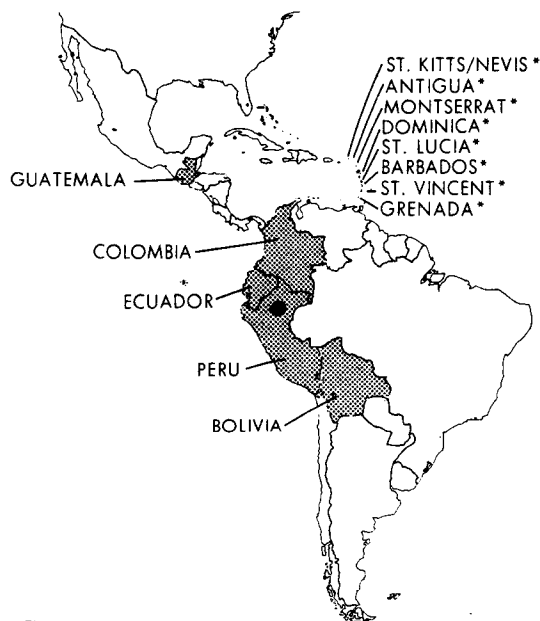 ST. KITTS/NEVIS *
ANTIGUA *
MONTSERRAT *
DOMINICA *
ST. LUCIA *
BARBADOS *
ST. VINCENT *
GRENADA *
GUATEMALA
COLOMBIA
*
ECUADOR
PERU
BOLIVIA